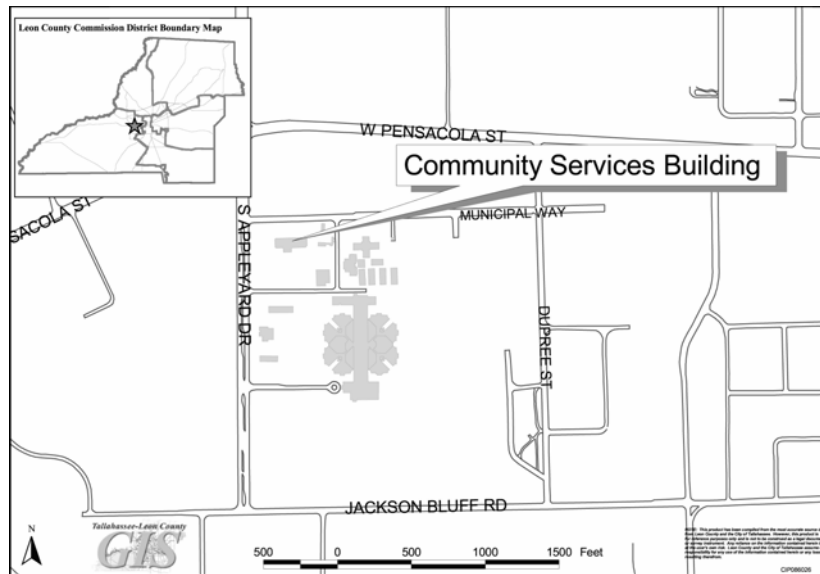 Leon County Commission District Boundary Map
W PENSACOLA ST
Community Services Building
SACOLA ST
MUNICIPAL WAY
S APPLEYARD DR
DUPREE ST
JACKSON BLUFF RD
N
Tallahassee-Leon County
GIS
500 0 500 1000 1500 Feet
CIP086026